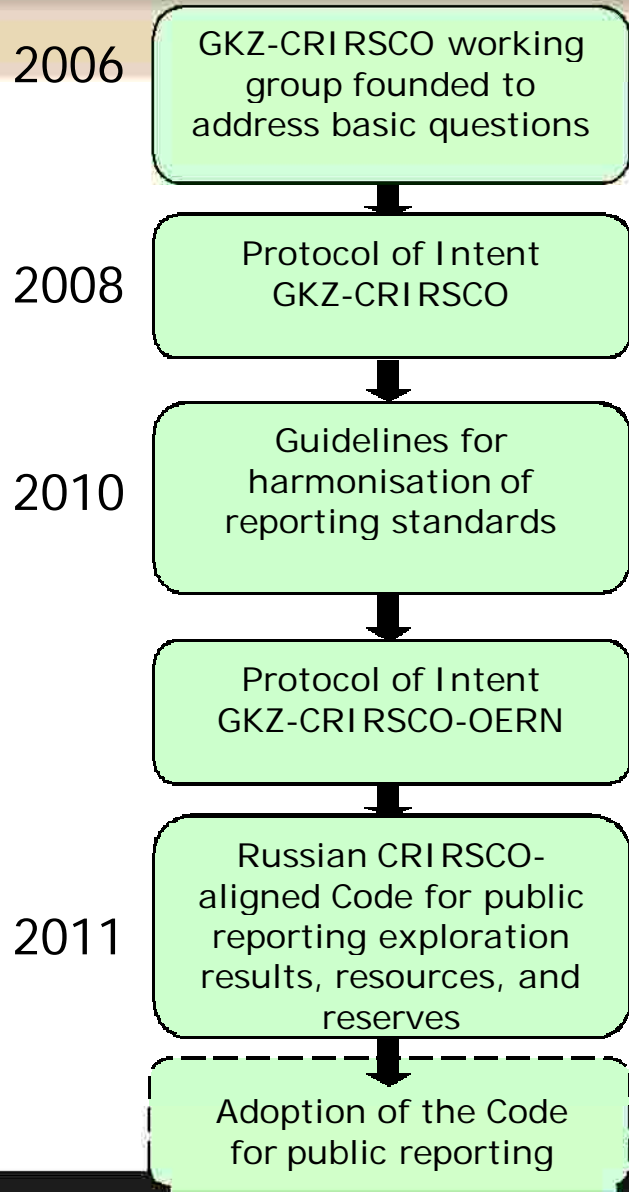 2006
GKZ-CRIRSCO working
group founded to
address basic questions
2008
Protocol of Intent
GKZ-CRIRSCO
2010
Guidelines for
harmonisation of
reporting standards
Protocol of Intent
GKZ-CRIRSCO-OERN
2011
Russian CRIRSCO-
aligned Code for public
reporting exploration
results, resources, and
reserves
Adoption of the Code
for public reporting